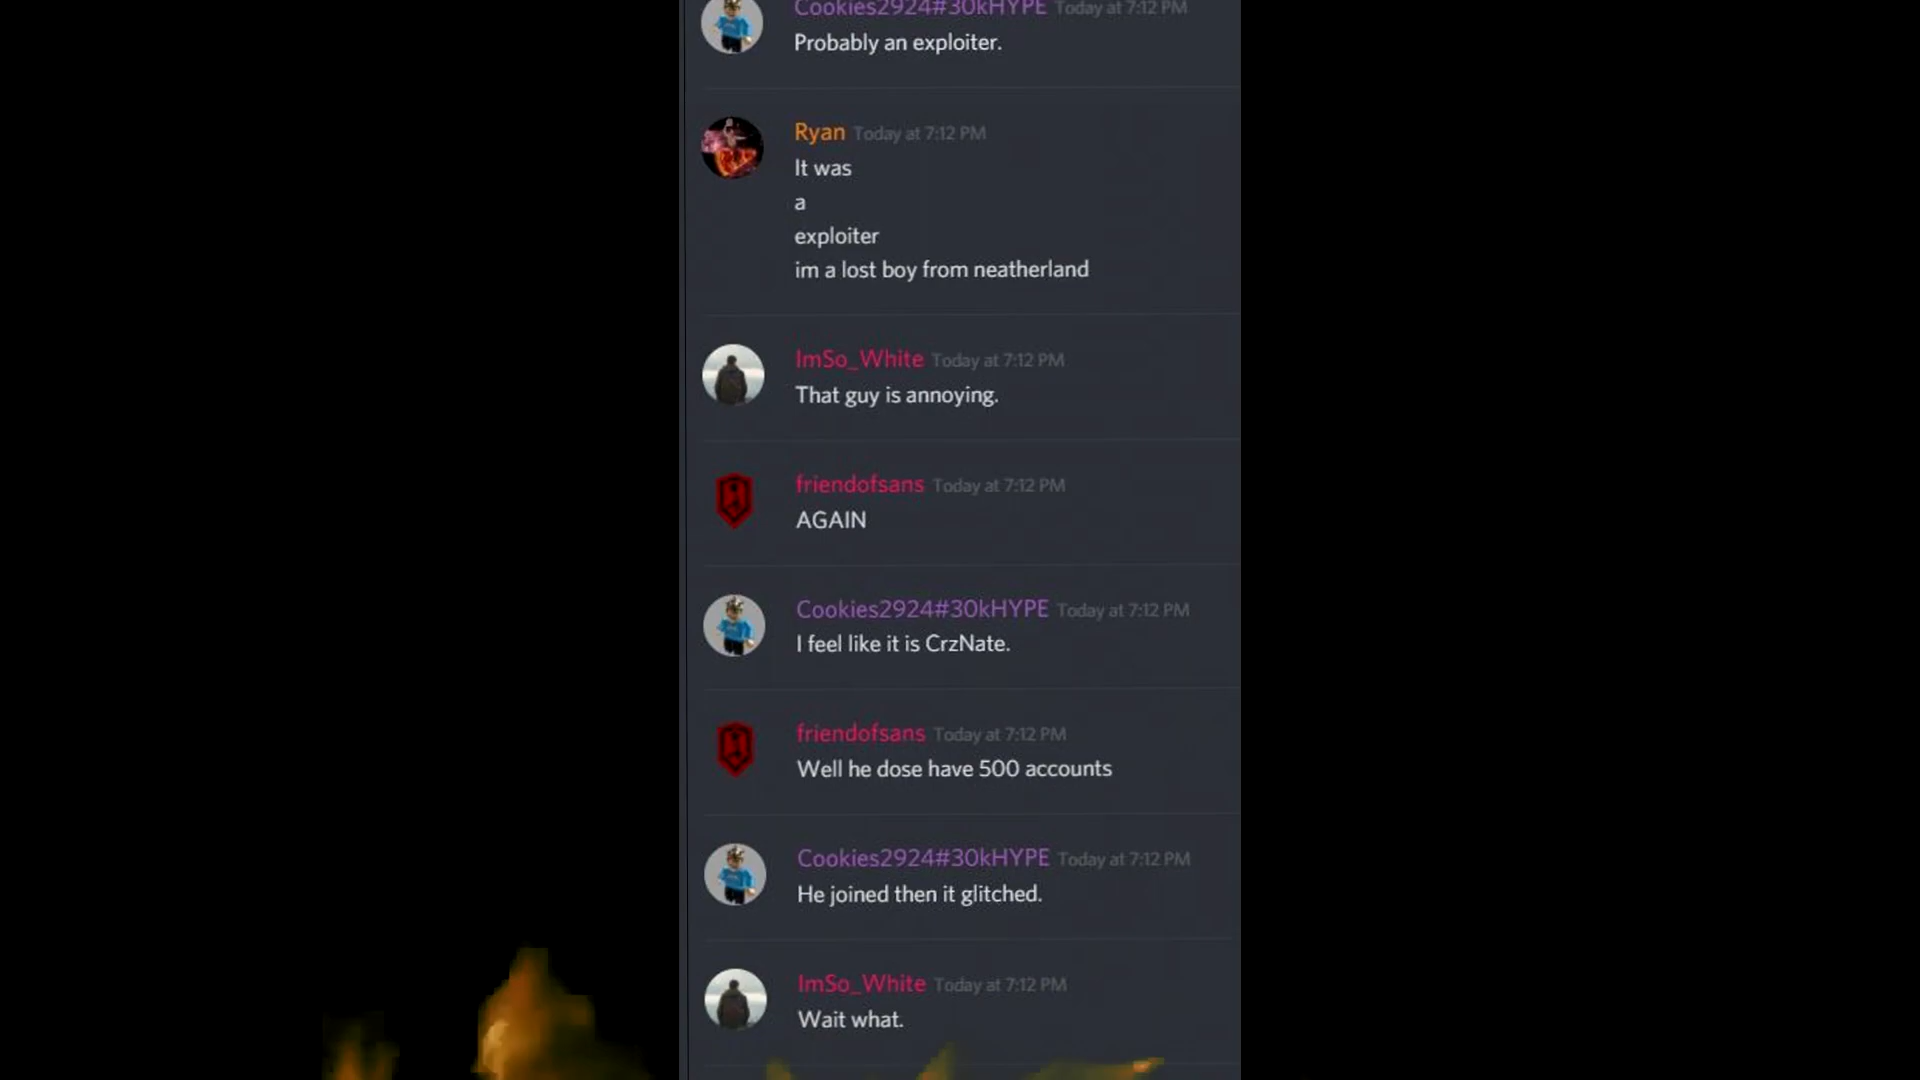 Cookies2924#30kHYPE Today at 7:12 PM
Probably an exploiter.
Ryan Today at 7:12 PM
It was
a
exploiter
im a lost boy from neatherland
ImSo_White Today at 7:12 PM
That guy is annoying.
friendofsans Today at 7:12 PM
AGAIN
Cookies2924#30kHYPE Today at 7:12 PM
I feel like it is CrzNate.
friendofsans Today at 7:12 PM
Well he dose have 500 accounts
Cookies2924#30kHYPE Today at 7:12 PM
He joined then it glitched.
ImSo_White Today at 7:12 PM
Wait what.